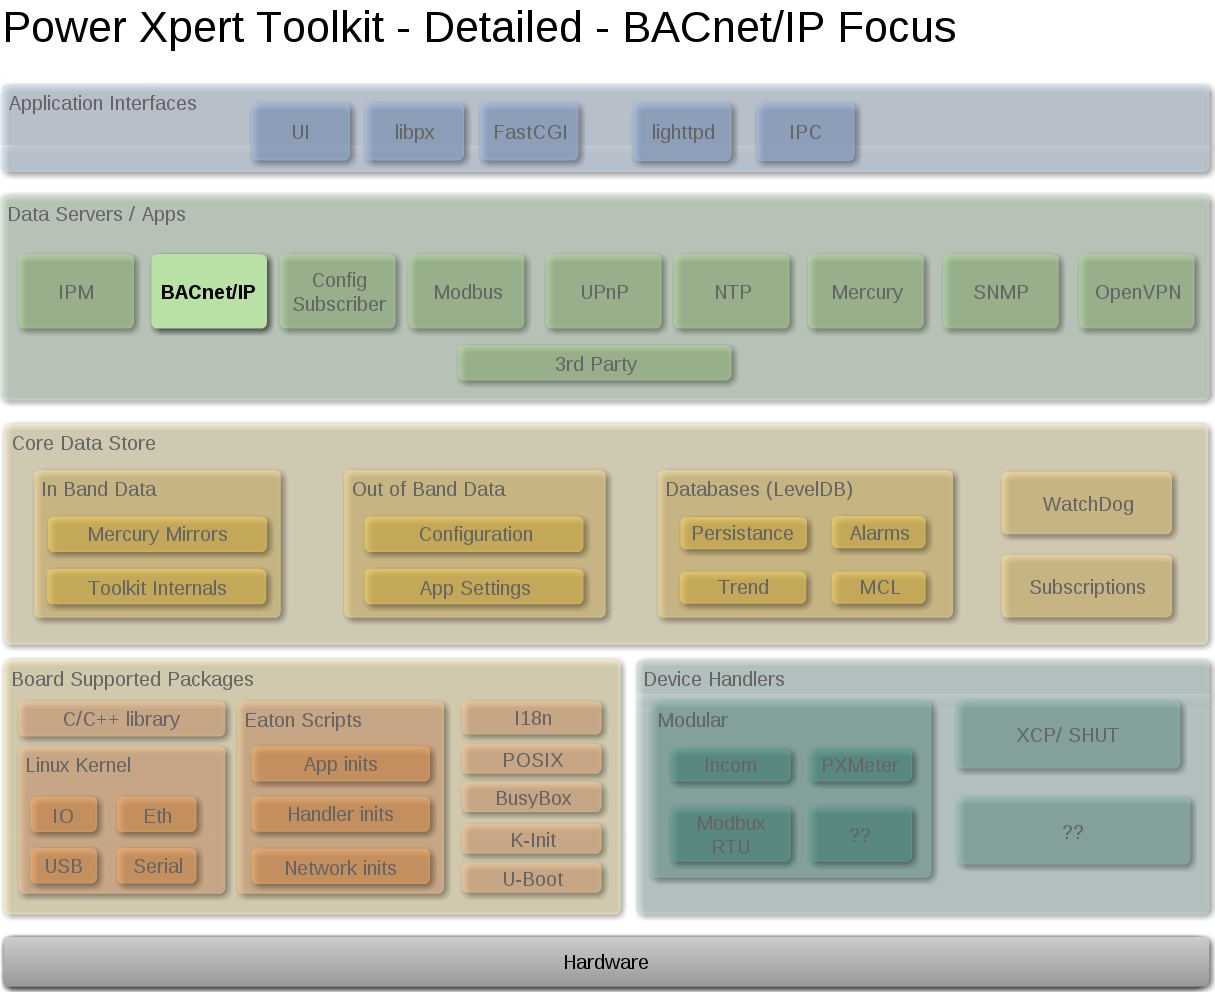 Power Xpert Toolkit - Detailed - BACnet/IP Focus
Application Interfaces
UI
libpx
FastCGI
lighttpd
IPC
Data Servers / Apps
IPM
BACnet/IP
Config
Subscriber
Modbus
UPnP
NTP
Mercury
SNMP
OpenVPN
3rd Party
Core Data Store
In Band Data
Mercury Mirrors
Toolkit Internals
Out of Band Data
Configuration
App Settings
Databases (LevelDB)
Persistance
Alarms
Trend
MCL
WatchDog
Subscriptions
Board Supported Packages
C/C++ library
Linux Kernel
IO
Eth
USB
Serial
Eaton Scripts
App inits
Handler inits
Network inits
I18n
POSIX
BusyBox
K-Init
U-Boot
Device Handlers
Modular
Incom
PXMeter
Modbux
RTU
??
XCP/ SHUT
??
Hardware